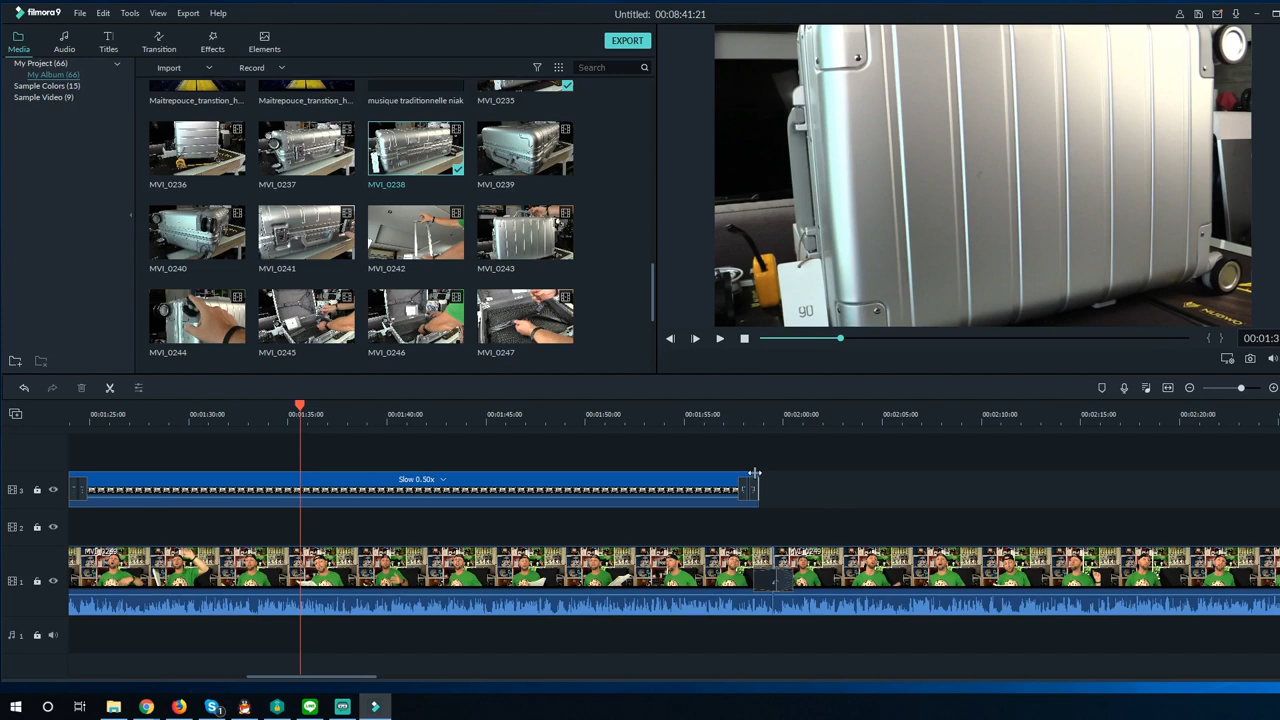 filmora9 File Edit Tools View Export Help Untitled: 00:08:41:21
Media Audio Titles Transition Effects Elements EXPORT
My Project (66) Import Record Search
My Album (66)
Sample Colors (15)
Sample Video (9)
Maitrepouce_transtion_h... Maitrepouce_transtion_h... musique traditionnelle niak MVI_0235
MVI_0236 MVI_0237 MVI_0238 MVI_0239
MVI_0240 MVI_0241 MVI_0242 MVI_0243
MVI_0244 MVI_0245 MVI_0246 MVI_0247
90
NUDWO
00:01:3
00:01:25:00 00:01:30:00 00:01:35:00 00:01:40:00 00:01:45:00 00:01:50:00 00:01:55:00 00:02:00:00 00:02:05:00 00:02:10:00 00:02:15:00 00:02:20:00
3 Slow 0.50x
2
1
1